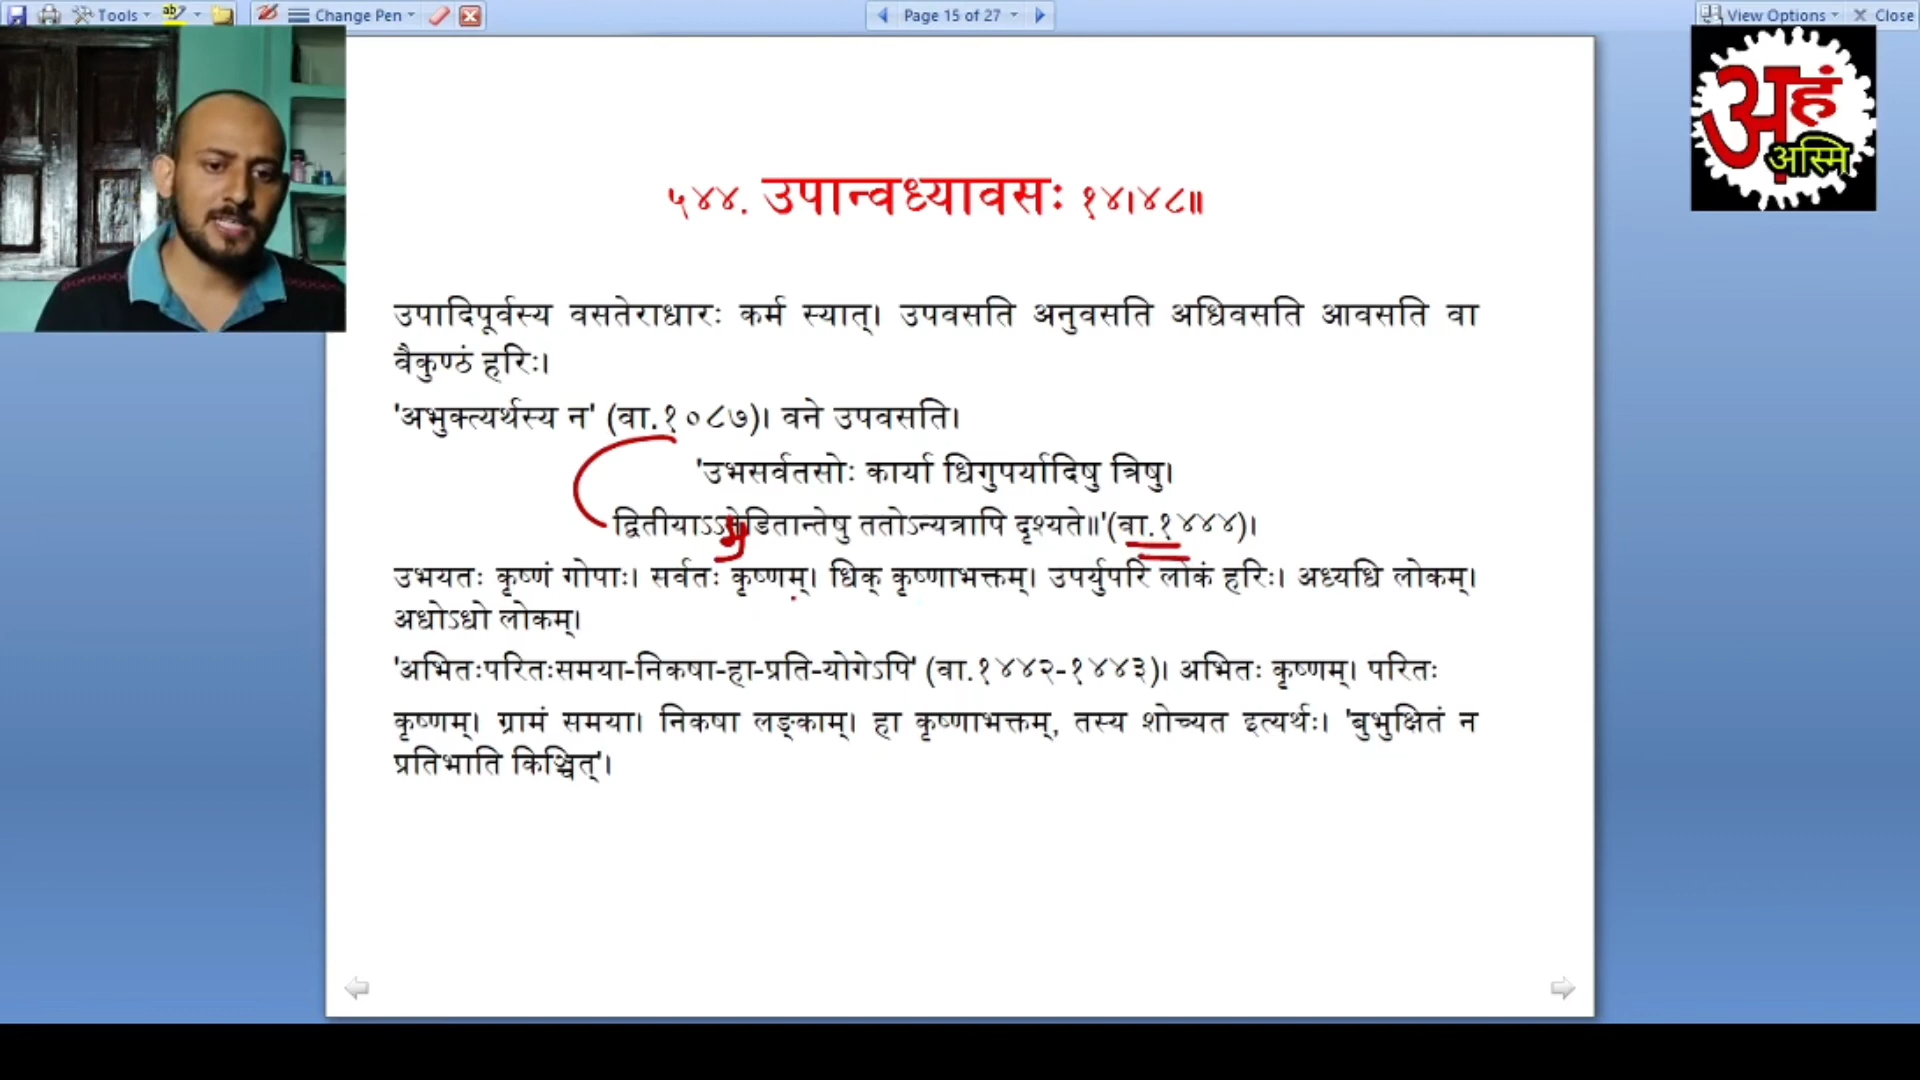 Tools
Change Pen
Page 15 of 27
View Options
Close
अहं
अस्मि
५४४. उपान्वध्यावसः १४।४८॥
उपादिपूर्वस्य वसतेराधारः कर्म स्यात्। उपवसति अनुवसति अधिवसति आवसति वा
वैकुण्ठं हरिः।
'अभुक्त्यर्थस्य न' (वा.१०८७)। वने उपवसति।
'उभसर्वतसोः कार्या धिगुपर्यादिषु त्रिषु।
द्वितीयाऽऽम्रेडितान्तेषु ततोऽन्यत्रापि दृश्यते॥'(वा.१४४४)।
उभयतः कृष्णं गोपाः। सर्वतः कृष्णम्। धिक् कृष्णाभक्तम्। उपर्युपरि लोकं हरिः। अध्यधि लोकम्।
अधोऽधो लोकम्।
'अभितःपरितःसमया-निकषा-हा-प्रति-योगेऽपि' (वा.१४४२-१४४३)। अभितः कृष्णम्। परितः
कृष्णम्। ग्रामं समया। निकषा लङ्काम्। हा कृष्णाभक्तम्, तस्य शोच्यत इत्यर्थः। 'बुभुक्षितं न
प्रतिभाति किञ्चित्'।